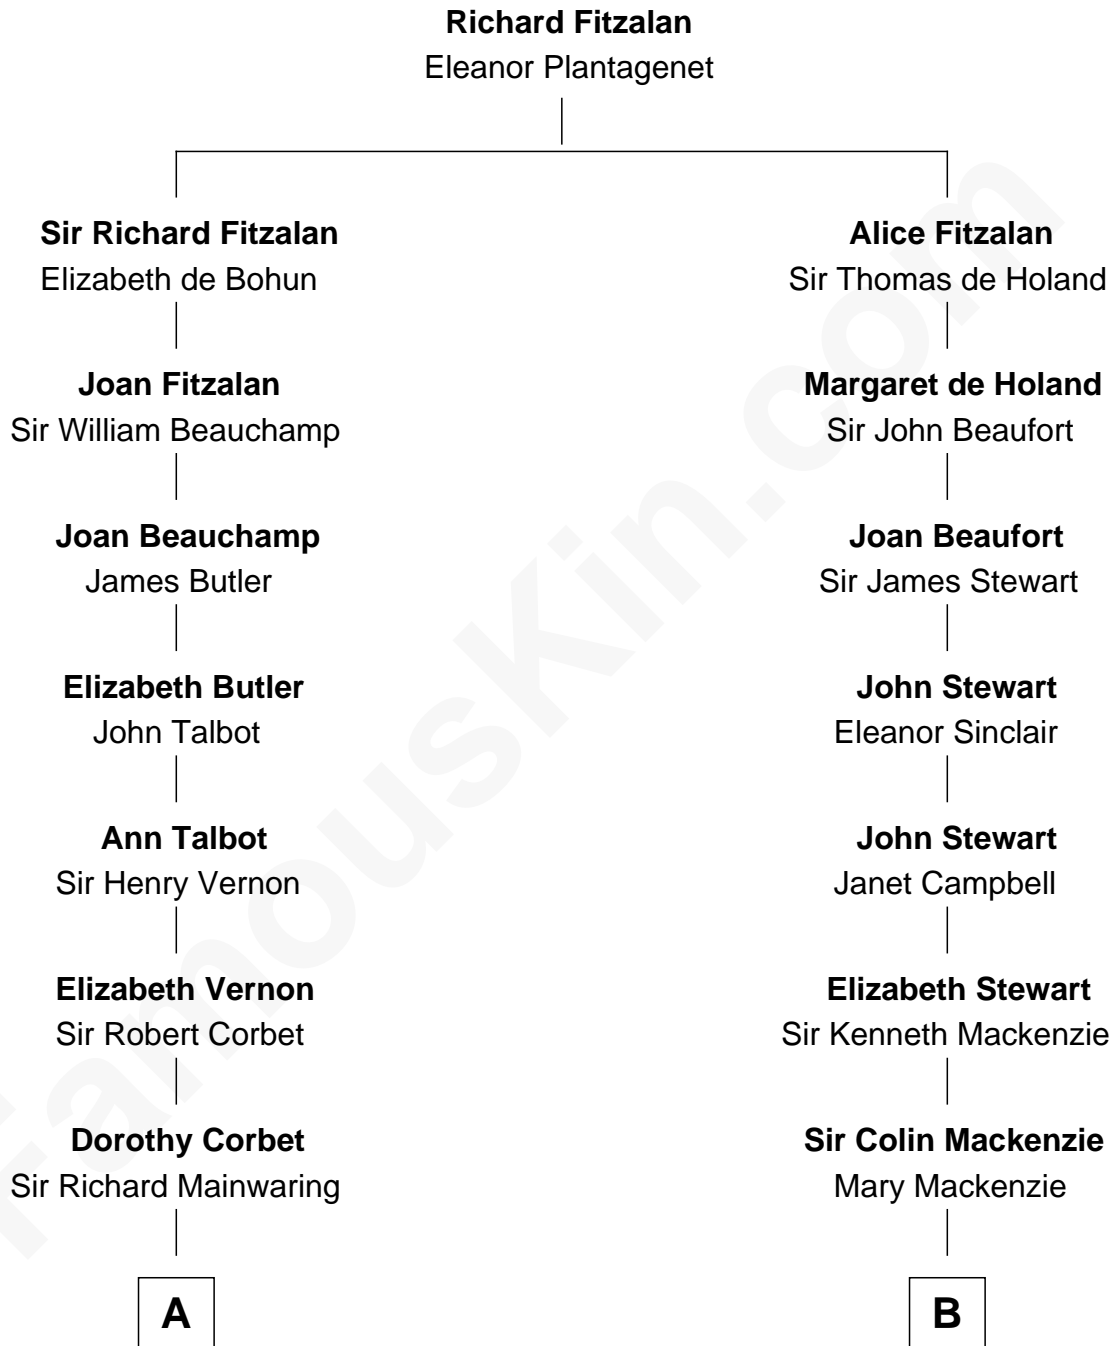 Richard Fitzalan
Eleanor Plantagenet
Sir Richard Fitzalan
Elizabeth de Bohun
Alice Fitzalan
Sir Thomas de Holand
Joan Fitzalan
Sir William Beauchamp
Margaret de Holand
Sir John Beaufort
Joan Beauchamp
James Butler
Joan Beaufort
Sir James Stewart
Elizabeth Butler
John Talbot
John Stewart
Eleanor Sinclair
Ann Talbot
Sir Henry Vernon
John Stewart
Janet Campbell
Elizabeth Vernon
Sir Robert Corbet
Elizabeth Stewart
Sir Kenneth Mackenzie
Dorothy Corbet
Sir Richard Mainwaring
Sir Colin Mackenzie
Mary Mackenzie
A
B
FamousKin.com